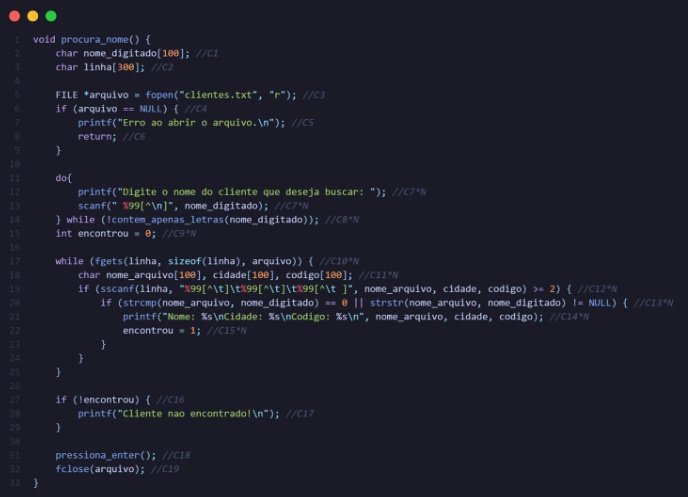 1 void procura_nome() {
2 char nome_digitado[100]; //C1
3 char linha[300]; //C2
4
5 FILE *arquivo = fopen("clientes.txt", "r"); //C3
6 if (arquivo == NULL) { //C4
7 printf("Erro ao abrir o arquivo.\n"); //C5
8 return; //C6
9 }
10
11 do{
12 printf("Digite o nome do cliente que deseja buscar: "); //C7*N
13 scanf(" %99[^\n]", nome_digitado); //C7*N
14 } while (!contem_apenas_letras(nome_digitado)); //C8*N
15 int encontrou = 0; //C9*N
16
17 while (fgets(linha, sizeof(linha), arquivo)) { //C10*N
18 char nome_arquivo[100], cidade[100], codigo[100]; //C11*N
19 if (sscanf(linha, "%99[^\t]\t%99[^\t]\t%99[^\t ]", nome_arquivo, cidade, codigo) >= 2) { //C12*N
20 if (strcmp(nome_arquivo, nome_digitado) == 0 || strstr(nome_arquivo, nome_digitado) != NULL) { //C13*N
21 printf("Nome: %s\nCidade: %s\nCodigo: %s\n", nome_arquivo, cidade, codigo); //C14*N
22 encontrou = 1; //C15*N
23 }
24 }
25 }
26
27 if (!encontrou) { //C16
28 printf("Cliente nao encontrado!\n"); //C17
29 }
30
31 pressiona_enter(); //C18
32 fclose(arquivo); //C19
33 }